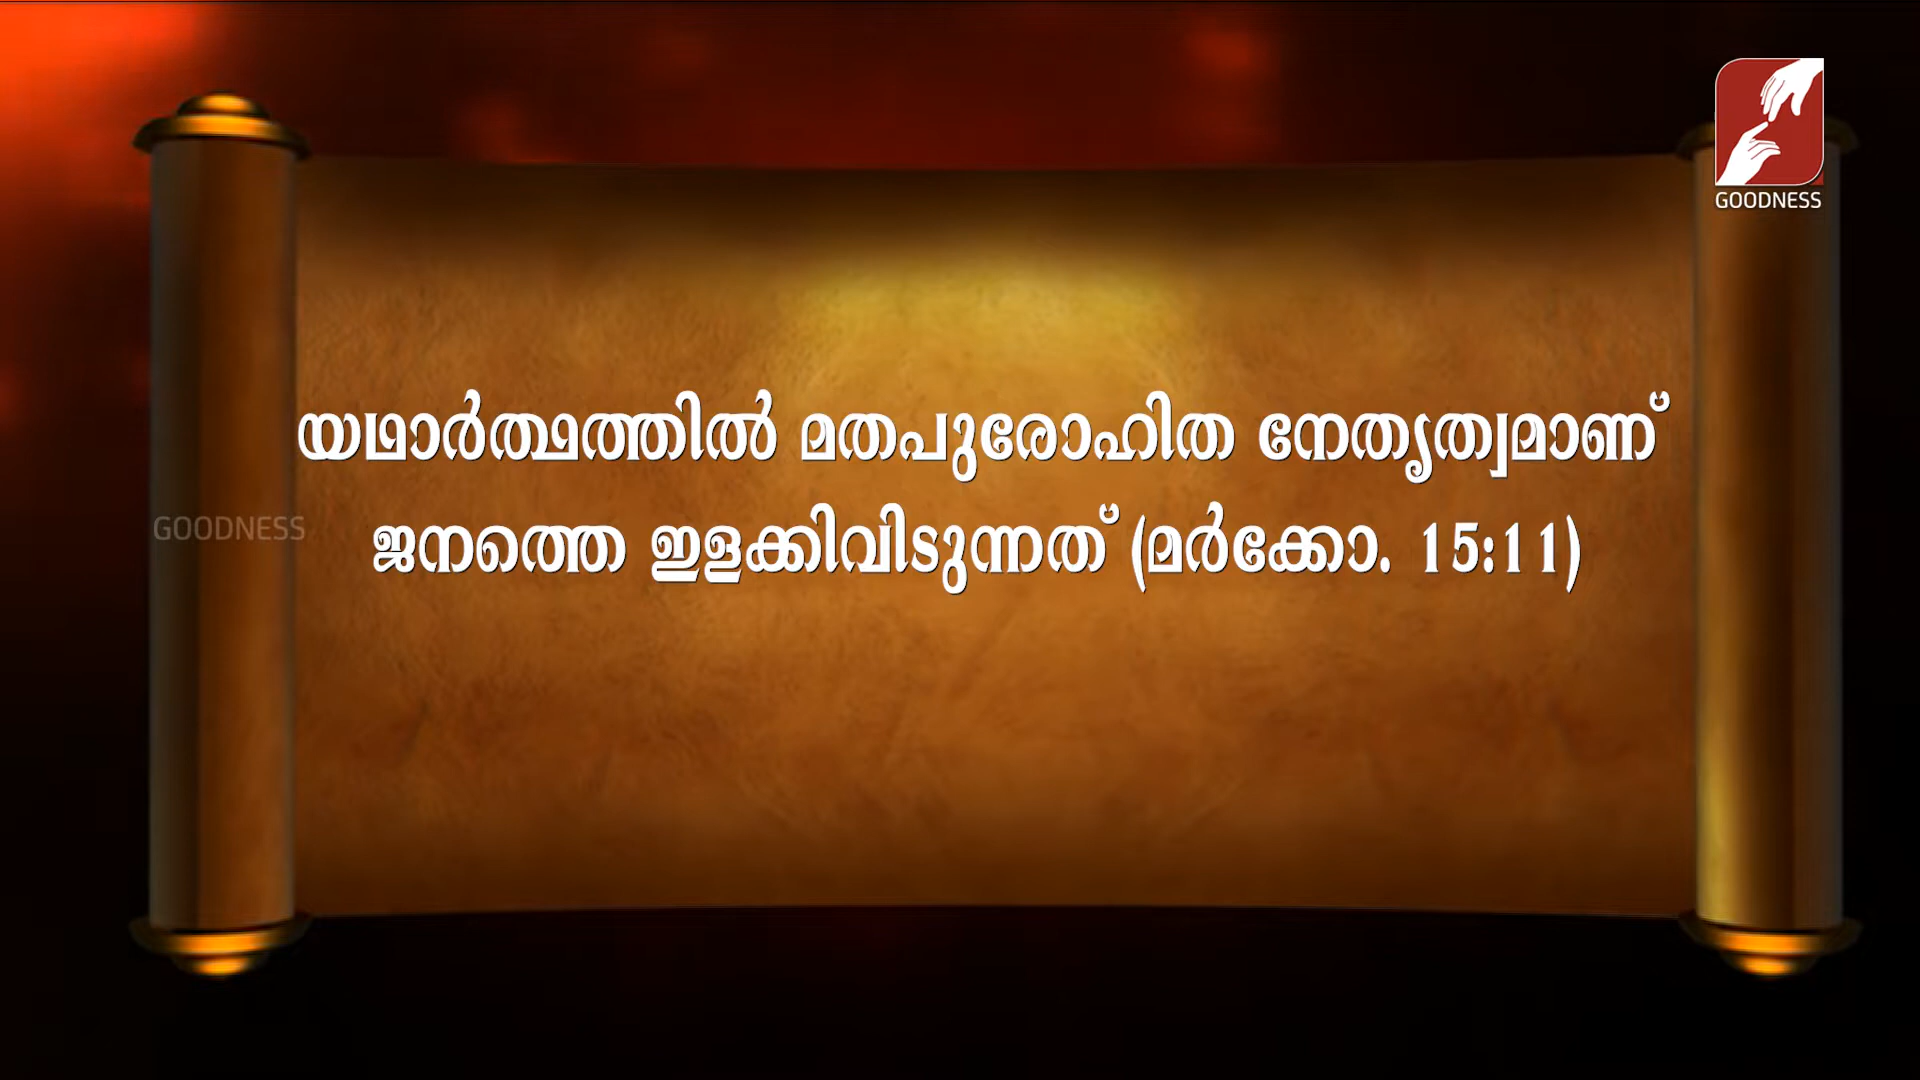 GOODNESS
യഥാർത്ഥത്തിൽ മതപുരോഹിത നേതൃത്വമാണ്
GOODNESS
ജനത്തെ ഇളക്കിവിടുന്നത് (മർക്കോ. 15:11)